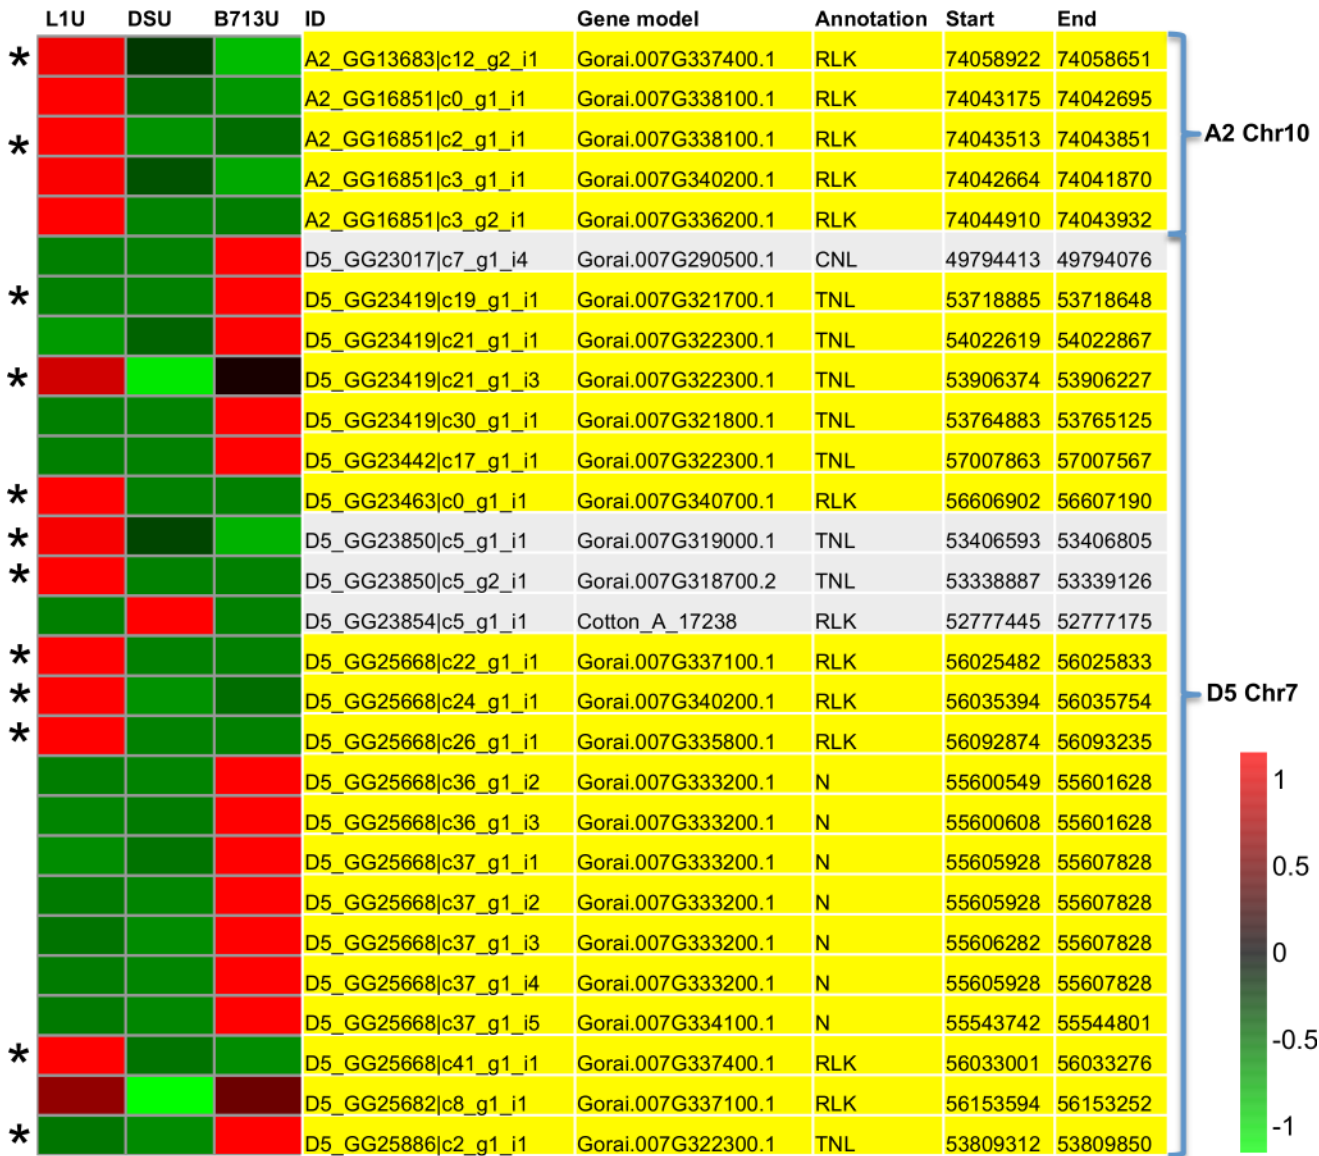 L1U DSU B713U ID Gene model Annotation Start End
* A2_GG13683|c12_g2_i1 Gorai.007G337400.1 RLK 74058922 74058651
A2_GG16851|c0_g1_i1 Gorai.007G338100.1 RLK 74043175 74042695
* A2_GG16851|c2_g1_i1 Gorai.007G338100.1 RLK 74043513 74043851
A2 Chr10
A2_GG16851|c3_g1_i1 Gorai.007G340200.1 RLK 74042664 74041870
A2_GG16851|c3_g2_i1 Gorai.007G336200.1 RLK 74044910 74043932
D5_GG23017|c7_g1_i4 Gorai.007G290500.1 CNL 49794413 49794076
* D5_GG23419|c19_g1_i1 Gorai.007G321700.1 TNL 53718885 53718648
D5_GG23419|c21_g1_i1 Gorai.007G322300.1 TNL 54022619 54022867
* D5_GG23419|c21_g1_i3 Gorai.007G322300.1 TNL 53906374 53906227
D5_GG23419|c30_g1_i1 Gorai.007G321800.1 TNL 53764883 53765125
D5_GG23442|c17_g1_i1 Gorai.007G322300.1 TNL 57007863 57007567
* D5_GG23463|c0_g1_i1 Gorai.007G340700.1 RLK 56606902 56607190
* D5_GG23850|c5_g1_i1 Gorai.007G319000.1 TNL 53406593 53406805
* D5_GG23850|c5_g2_i1 Gorai.007G318700.2 TNL 53338887 53339126
D5_GG23854|c5_g1_i1 Cotton_A_17238 RLK 52777445 52777175
* D5_GG25668|c22_g1_i1 Gorai.007G337100.1 RLK 56025482 56025833
* D5_GG25668|c24_g1_i1 Gorai.007G340200.1 RLK 56035394 56035754
D5 Chr7
* D5_GG25668|c26_g1_i1 Gorai.007G335800.1 RLK 56092874 56093235
D5_GG25668|c36_g1_i2 Gorai.007G333200.1 N 55600549 55601628
D5_GG25668|c36_g1_i3 Gorai.007G333200.1 N 55600608 55601628
D5_GG25668|c37_g1_i1 Gorai.007G333200.1 N 55605928 55607828
D5_GG25668|c37_g1_i2 Gorai.007G333200.1 N 55605928 55607828
D5_GG25668|c37_g1_i3 Gorai.007G333200.1 N 55606282 55607828
D5_GG25668|c37_g1_i4 Gorai.007G333200.1 N 55605928 55607828
D5_GG25668|c37_g1_i5 Gorai.007G334100.1 N 55543742 55544801
* D5_GG25668|c41_g1_i1 Gorai.007G337400.1 RLK 56033001 56033276
D5_GG25682|c8_g1_i1 Gorai.007G337100.1 RLK 56153594 56153252
* D5_GG25886|c2_g1_i1 Gorai.007G322300.1 TNL 53809312 53809850
1
0.5
0
-0.5
-1